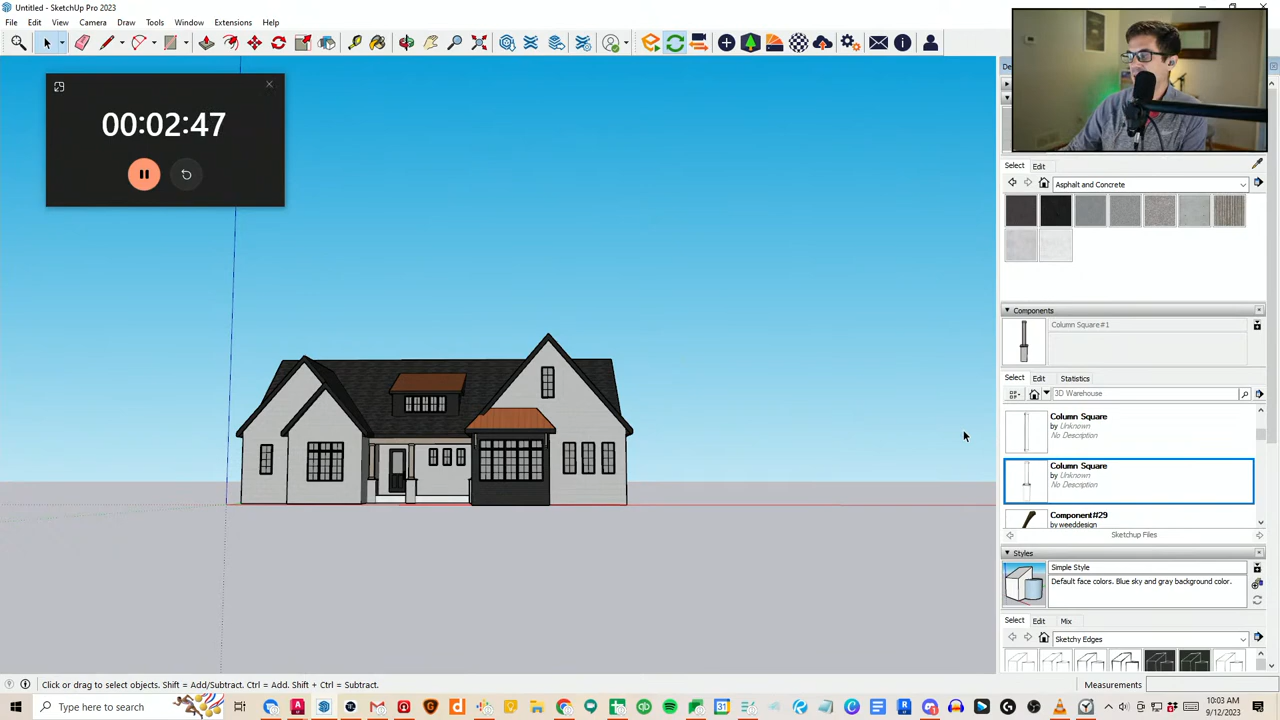 Untitled - SketchUp Pro 2023
File Edit View Camera Draw Tools Window Extensions Help
00:02:47
Select Edit
Asphalt and Concrete
Components
Column Square#1
Select Edit Statistics
3D Warehouse
Column Square
by Unknown
No Description
Column Square
by Unknown
No Description
Component#29
by weeddesign
Sketchup Files
Styles
Simple Style
Default face colors. Blue sky and gray background color.
Select Edit Mix
Sketchy Edges
Click or drag to select objects. Shift = Add/Subtract. Ctrl = Add. Shift + Ctrl = Subtract.
Measurements
Type here to search
10:03 AM
9/12/2023